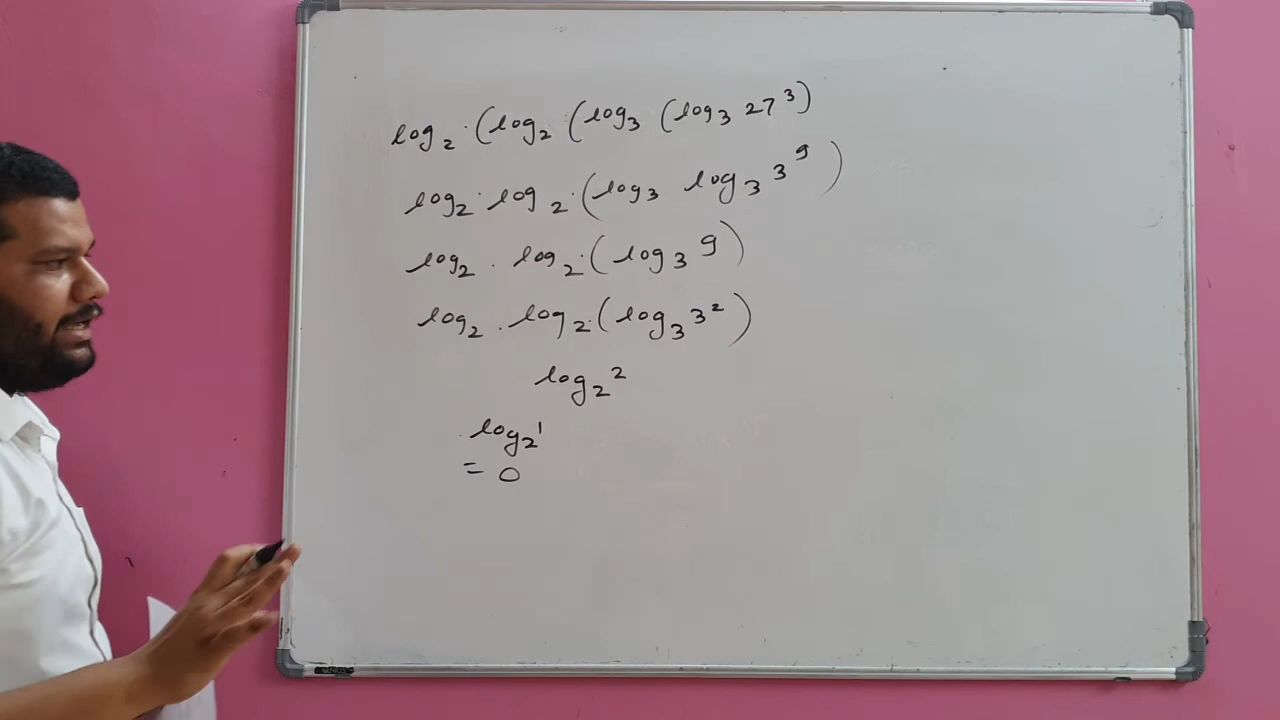 log₂ · (log₂ (log₃ (log₃ 27³)
log₂ · log₂ · (log₃ log₃ 3⁹)
log₂ · log₂ · (log₃ 9)
log₂ · log₂ · (log₃ 3²)
log₂ 2
log₂ 1
= 0